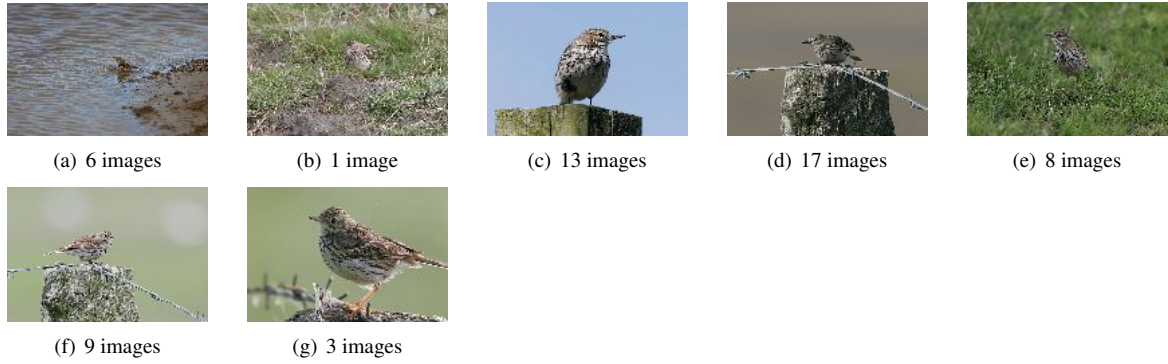 (a) 6 images
(b) 1 image
(c) 13 images
(d) 17 images
(e) 8 images
(f) 9 images
(g) 3 images